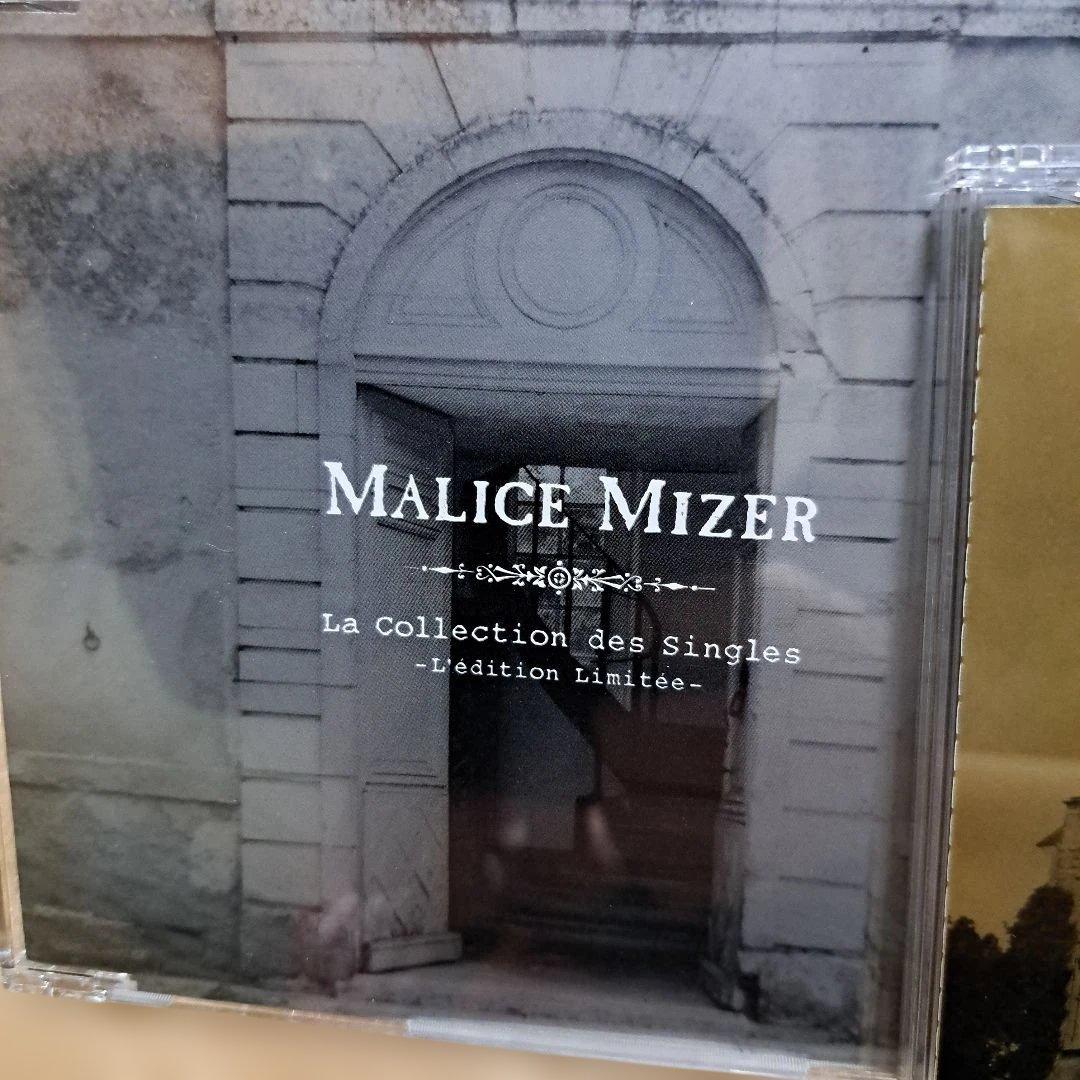 MALICE MIZER
La Collection des Singles
-L'édition Limitée-